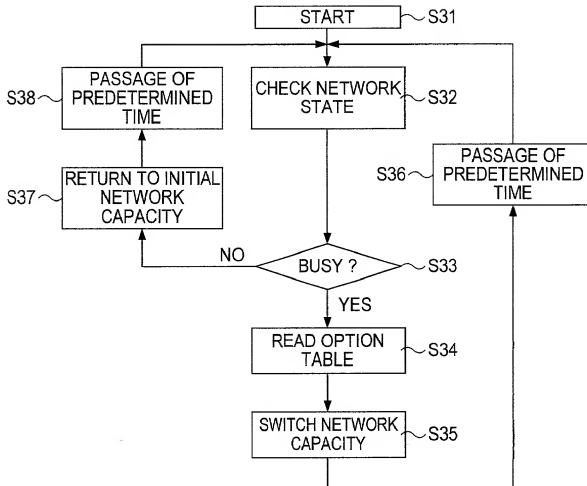 START
S31
PASSAGE OF
PREDETERMINED
TIME
S38
CHECK NETWORK
STATE
S32
PASSAGE OF
PREDETERMINED
TIME
S36
RETURN TO INITIAL
NETWORK
CAPACITY
S37
NO
BUSY ?
S33
YES
READ OPTION
TABLE
S34
SWITCH NETWORK
CAPACITY
S35